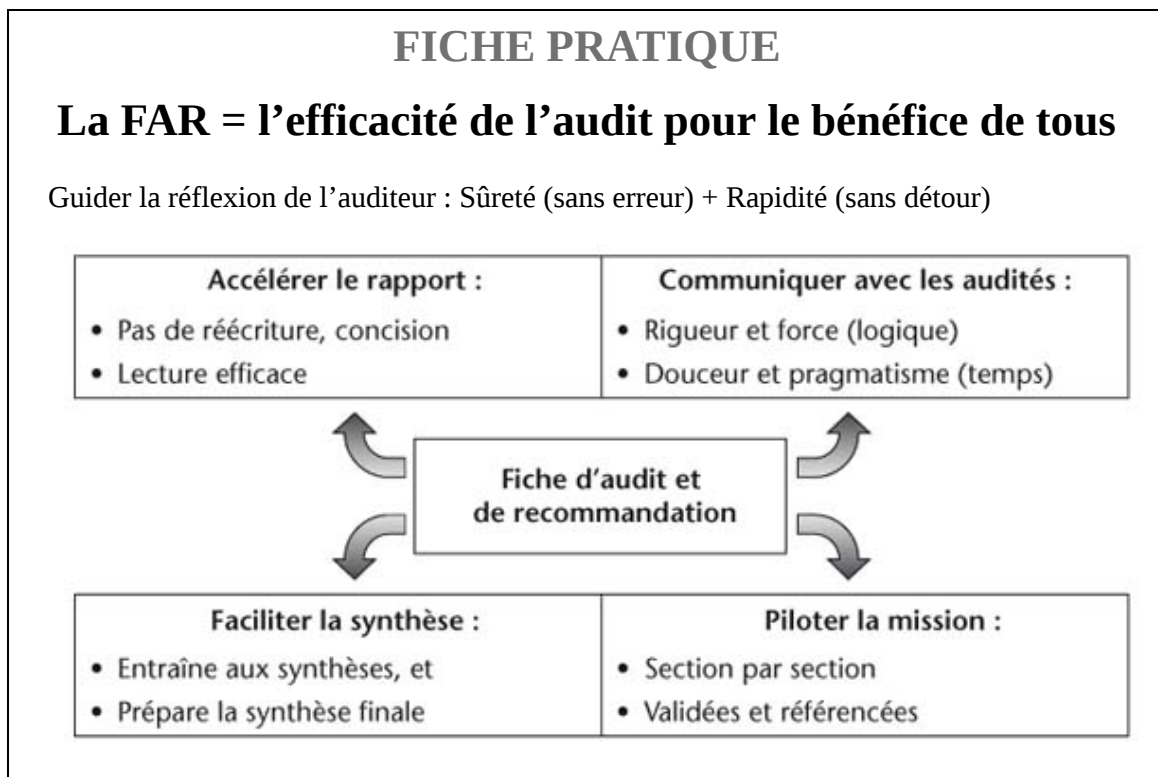 FICHE PRATIQUE
La FAR = l’efficacité de l’audit pour le bénéfice de tous
Guider la réflexion de l’auditeur : Sûreté (sans erreur) + Rapidité (sans détour)
Accélérer le rapport :
• Pas de réécriture, concision
• Lecture efficace
Communiquer avec les audités :
• Rigueur et force (logique)
• Douceur et pragmatisme (temps)
Fiche d’audit et
de recommandation
Faciliter la synthèse :
• Entraîne aux synthèses, et
• Prépare la synthèse finale
Piloter la mission :
• Section par section
• Validées et référencées